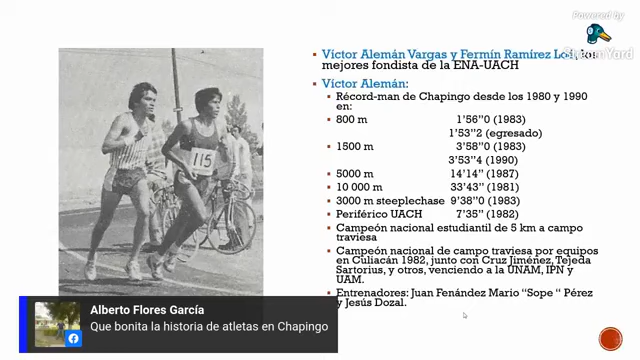 Powered by
StreamYard
Víctor Alemán Vargas y Fermín Ramírez
mejores fondista de la ENA-UACH
Víctor Alemán:
Récord-man de Chapingo desde los 1980 y 1990
en:
800 m 1’56”0 (1983)
1’53”2 (egresado)
1500 m 3’58”0 (1983)
3’53”4 (1990)
5000 m 14’14” (1987)
10 000 m 33’43” (1981)
3000 m steeplechase 9’38”0 (1983)
Periférico UACH 7’35” (1982)
Campeón nacional estudiantil de 5 km a campo
traviesa
Campeón nacional de campo traviesa por equipos
en Culiacán 1982, junto con Cruz Jiménez, Tejeda
Sartorius, y otros, venciendo a la UNAM, IPN y
UAM.
Entrenadores: Juan Fenández Mario “Sope “ Pérez
y Jesús Dozal.
115
Alberto Flores García
Que bonita la historia de atletas en Chapingo